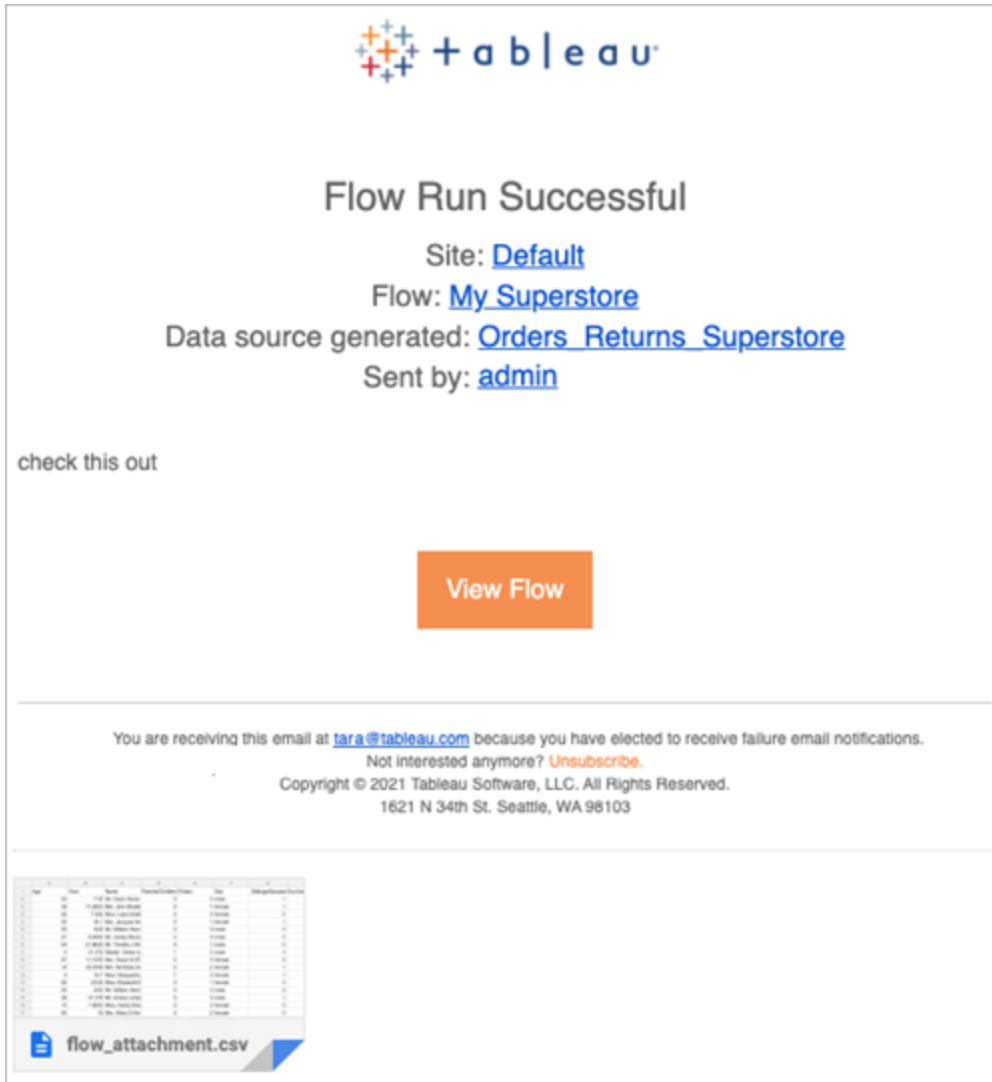 + a b | e a u
Flow Run Successful
Site: Default
Flow: My Superstore
Data source generated: Orders_Returns_Superstore
Sent by: admin
check this out
View Flow
You are receiving this email at tara@tableau.com because you have elected to receive failure email notifications.
Not interested anymore? Unsubscribe.
Copyright © 2021 Tableau Software, LLC. All Rights Reserved.
1621 N 34th St. Seattle, WA 98103
flow_attachment.csv